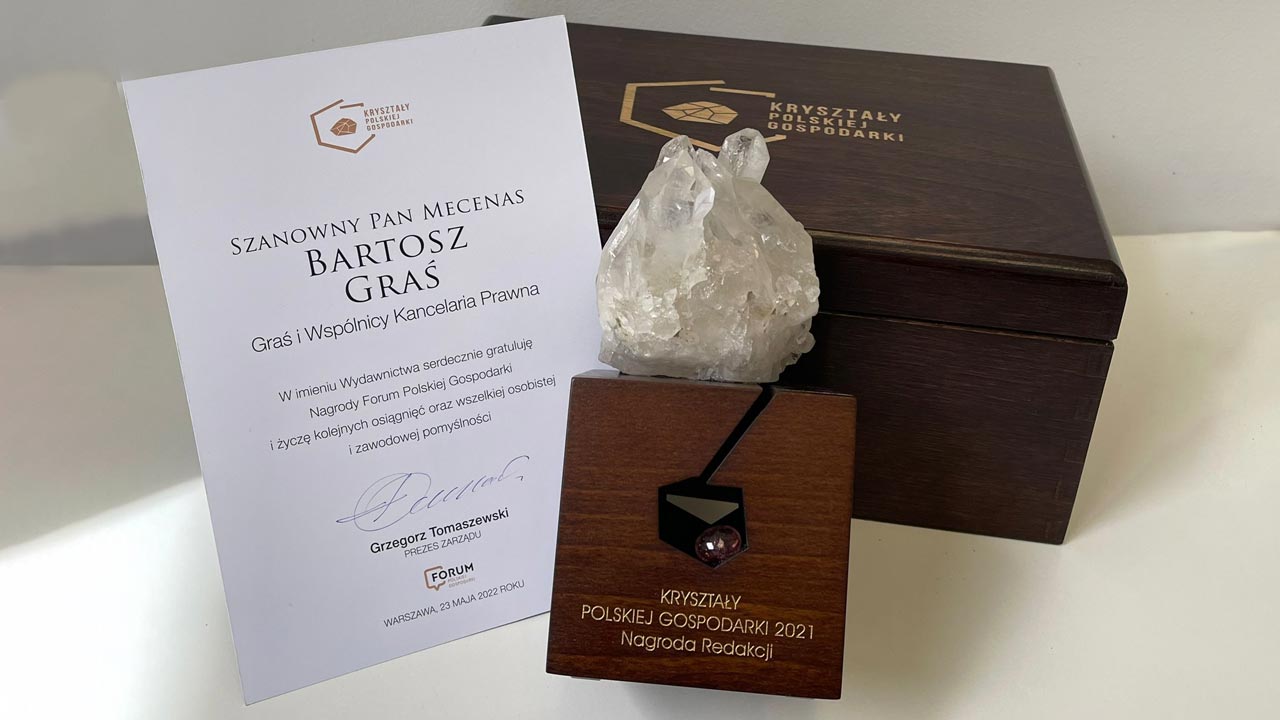 KRYSZTAŁY
POLSKIEJ
GOSPODARKI
SZANOWNY PAN MECENAS
BARTOSZ
GRAŚ
Graś i Wspólnicy Kancelaria Prawna
W imieniu Wydawnictwa serdecznie gratuluję
Nagrody Forum Polskiej Gospodarki
i życzę kolejnych osiągnięć oraz wszelkiej osobistej
i zawodowej pomyślności
Grzegorz Tomaszewski
PREZES ZARZĄDU
FORUM
POLSKIEJ
GOSPODARKI
WARSZAWA, 23 MAJA 2022 ROKU
KRYSZTAŁY
POLSKIEJ
GOSPODARKI
KRYSZTAŁY
POLSKIEJ GOSPODARKI 2021
Nagroda Redakcji